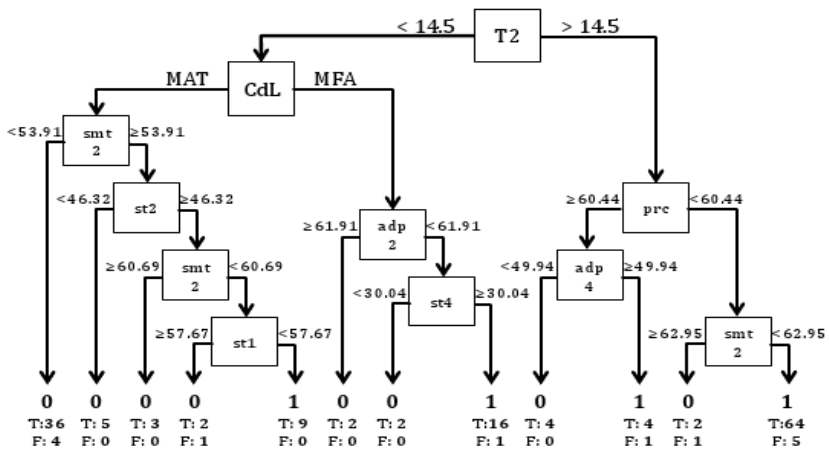 < 14.5
T2
> 14.5
MAT
CdL
MFA
<53.91
smt
2
≥53.91
<46.32
st2
≥46.32
≥61.91
adp
2
<61.91
≥60.44
prc
<60.44
≥60.69
smt
2
<60.69
<49.94
adp
4
≥49.94
<30.04
st4
≥30.04
≥57.67
st1
<57.67
≥62.95
smt
2
<62.95
0 0 0 0 1 0 0 1 0 1 0 1
T:36 T: 5 T: 3 T: 2 T: 9 T: 2 T: 2 T:16 T: 4 T: 4 T: 2 T:64
F: 4 F: 0 F: 0 F: 1 F: 0 F: 0 F: 0 F: 1 F: 0 F: 1 F: 1 F: 5